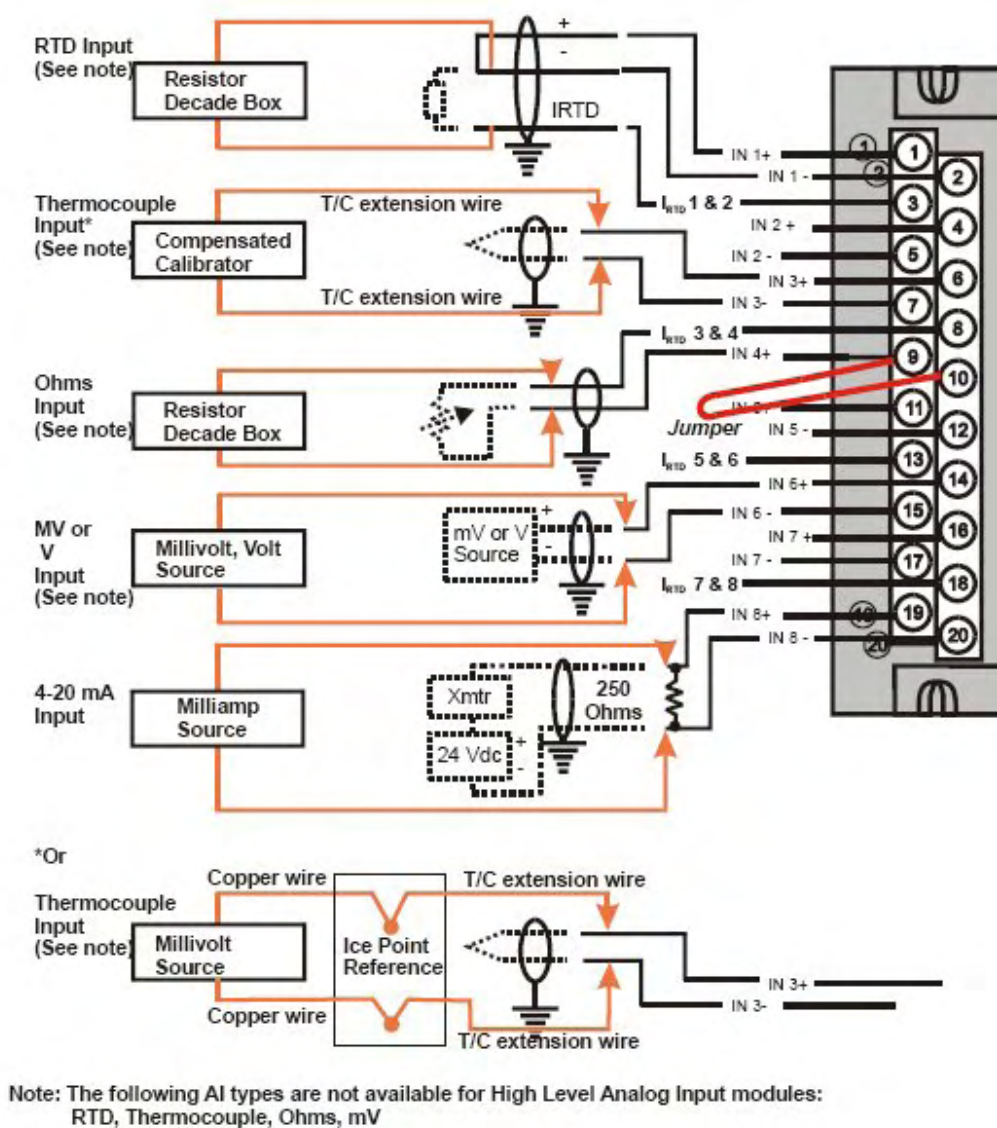 RTD Input
(See note)
Resistor
Decade Box
+
-
IRTD
Thermocouple
Input*
(See note)
Compensated
Calibrator
T/C extension wire
T/C extension wire
Ohms
Input
(See note)
Resistor
Decade Box
MV or
V
Input
(See note)
Millivolt, Volt
Source
+
mV or V
- Source
4-20 mA
Input
Milliamp
Source
Xmtr
24 Vdc
+
-
250
Ohms
IN 1+ 1 1
IN 1 - 2 2
IRTD 1 & 2 3
IN 2 + 4
IN 2 - 5
IN 3+ 6
IN 3- 7
IRTD 3 & 4 8
IN 4+ 9
10
Jumper
11
IN 5 - 12
IRTD 5 & 6 13
IN 6+ 14
IN 6 - 15
IN 7 + 16
IN 7 - 17
IRTD 7 & 8 18
IN 8+ 19
IN 8 - 20 20
*Or
Thermocouple
Input
(See note)
Millivolt
Source
Copper wire
Copper wire
Ice Point
Reference
T/C extension wire
T/C extension wire
IN 3+
IN 3-
Note: The following AI types are not available for High Level Analog Input modules:
RTD, Thermocouple, Ohms, mV